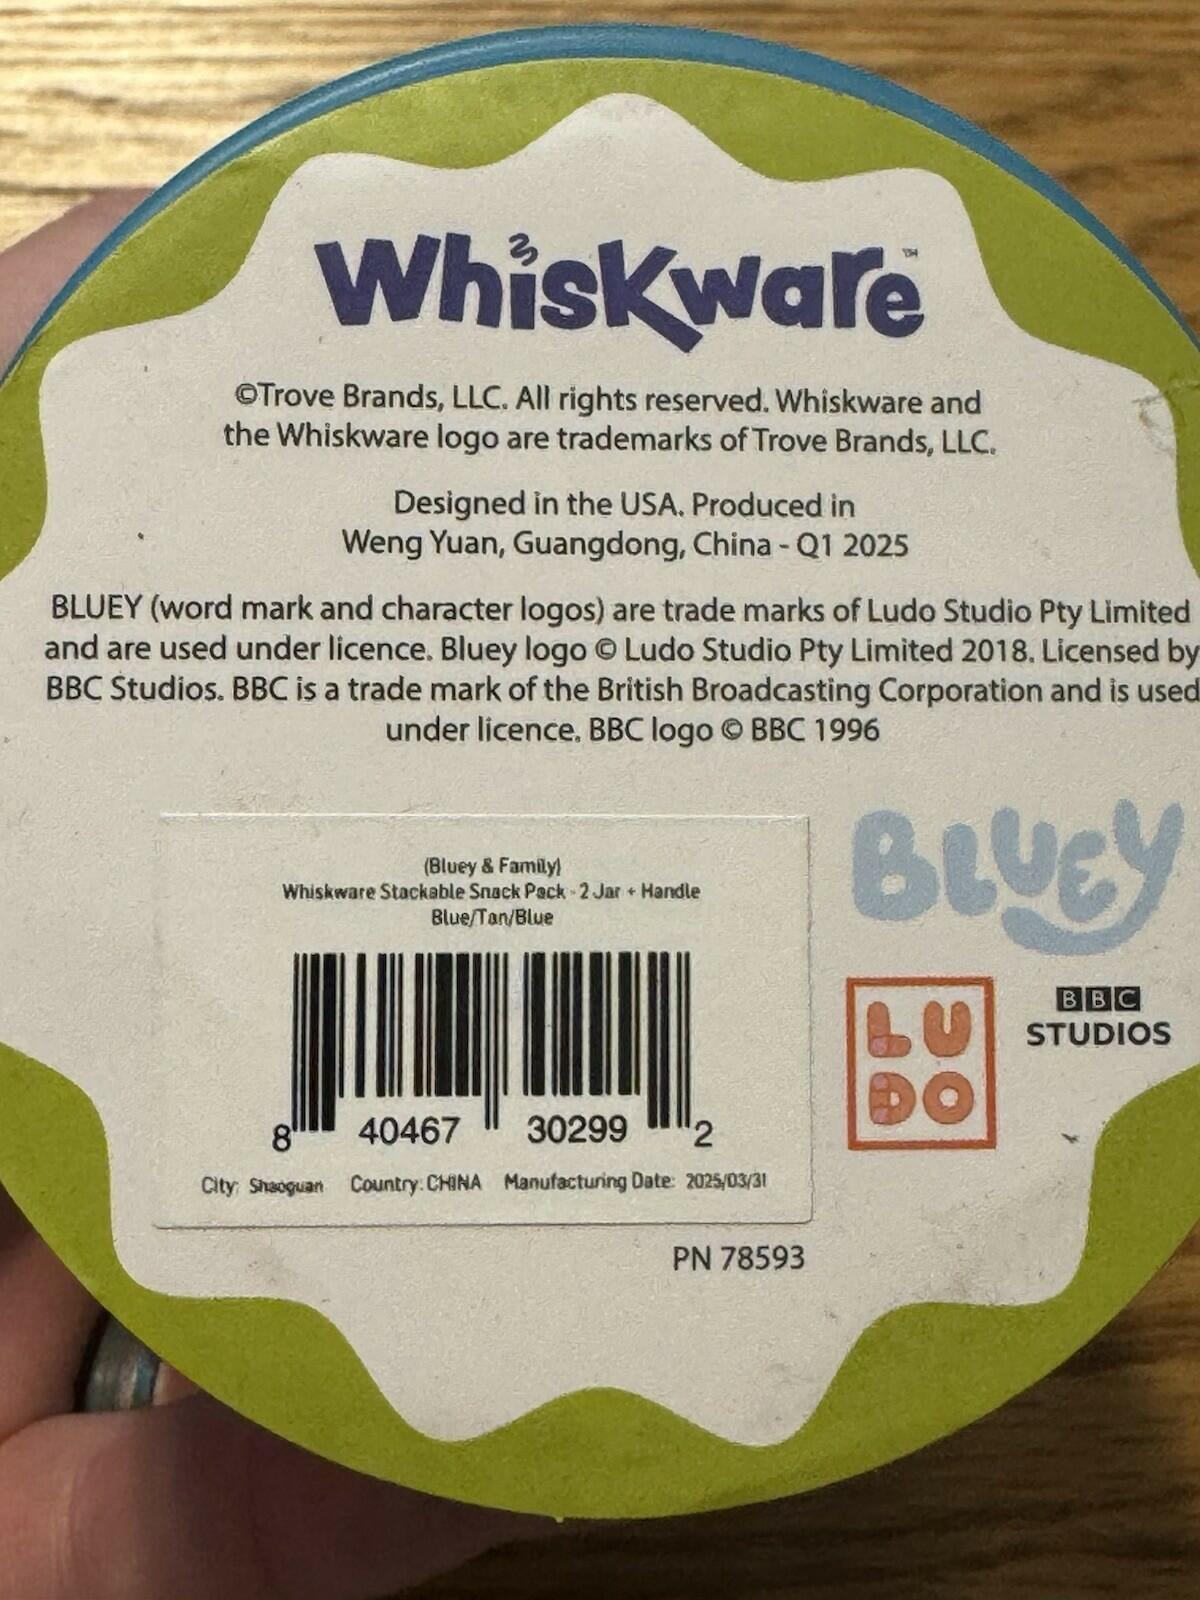 Whiskware™
©Trove Brands, LLC. All rights reserved. Whiskware and
the Whiskware logo are trademarks of Trove Brands, LLC.
Designed in the USA. Produced in
Weng Yuan, Guangdong, China - Q1 2025
BLUEY (word mark and character logos) are trade marks of Ludo Studio Pty Limited
and are used under licence. Bluey logo © Ludo Studio Pty Limited 2018. Licensed by
BBC Studios. BBC is a trade mark of the British Broadcasting Corporation and is used
under licence. BBC logo © BBC 1996
(Bluey & Family)
Whiskware Stackable Snack Pack - 2 Jar + Handle
Blue/Tan/Blue
8 40467 30299 2
City: Shaoguan Country: CHINA Manufacturing Date: 2025/03/31
PN 78593
BLUEY
LU
DO
BBC
STUDIOS